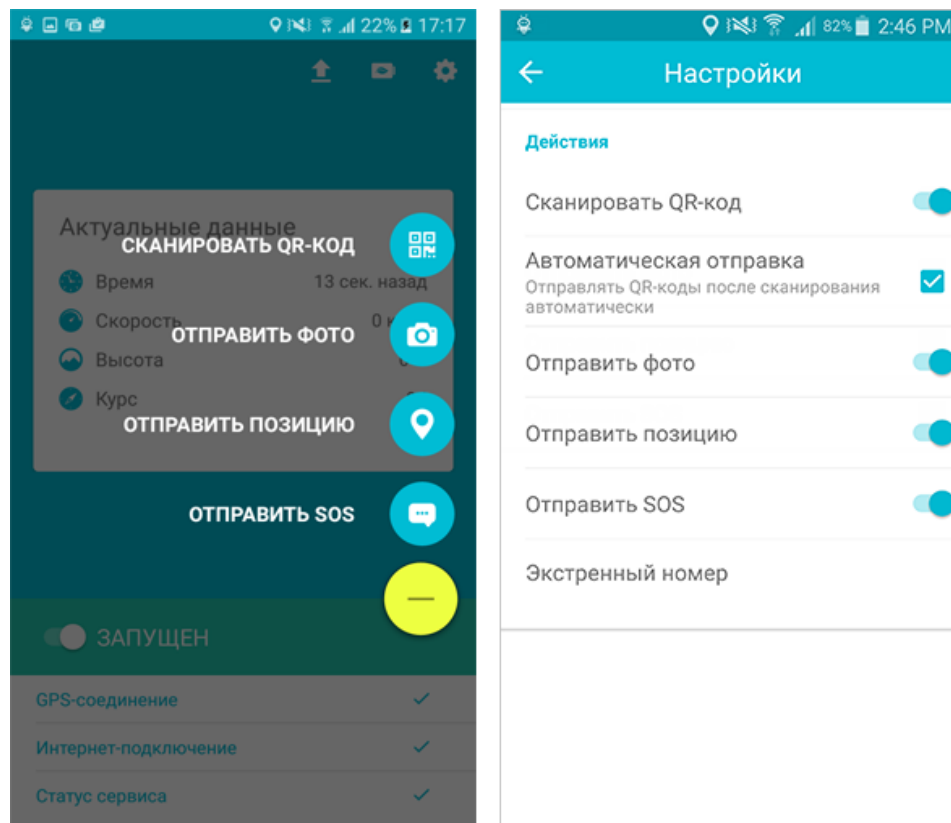 22% 17:17
Актуальные данные
СКАНИРОВАТЬ QR-КОД
Время 13 сек. назад
Скорость 0
ОТПРАВИТЬ ФОТО
Высота
Курс
ОТПРАВИТЬ ПОЗИЦИЮ
ОТПРАВИТЬ SOS
ЗАПУЩЕН
GPS-соединение
Интернет-подключение
Статус сервиса
82% 2:46 PM
Настройки
Действия
Сканировать QR-код
Автоматическая отправка
Отправлять QR-коды после сканирования
автоматически
Отправить фото
Отправить позицию
Отправить SOS
Экстренный номер